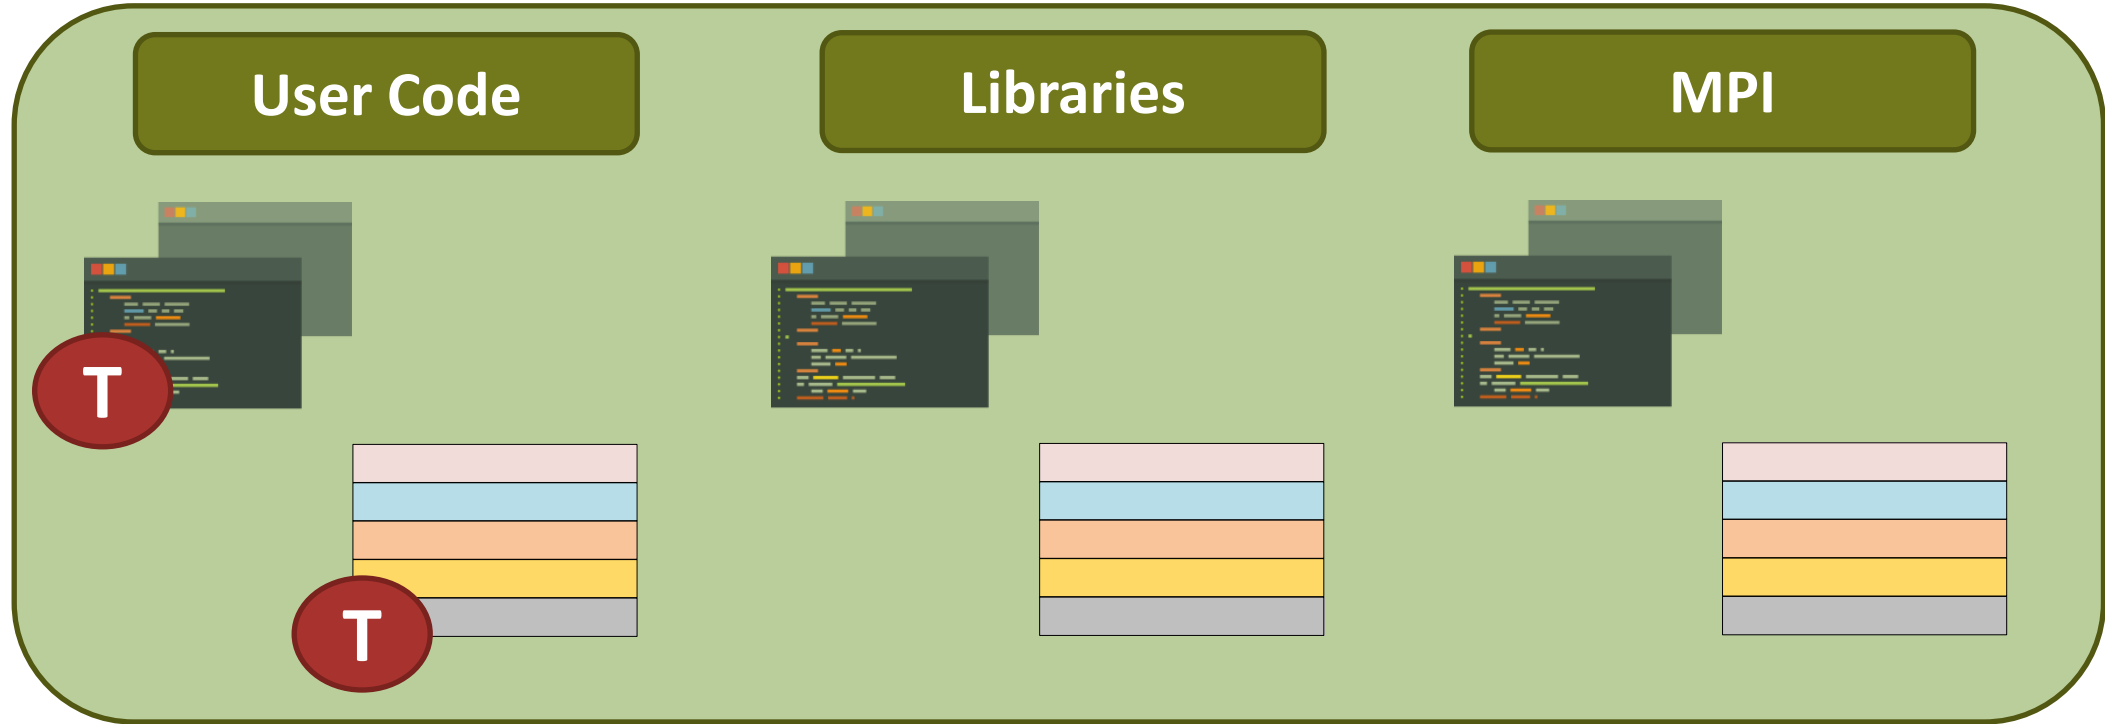 User Code
Libraries
MPI
T
T